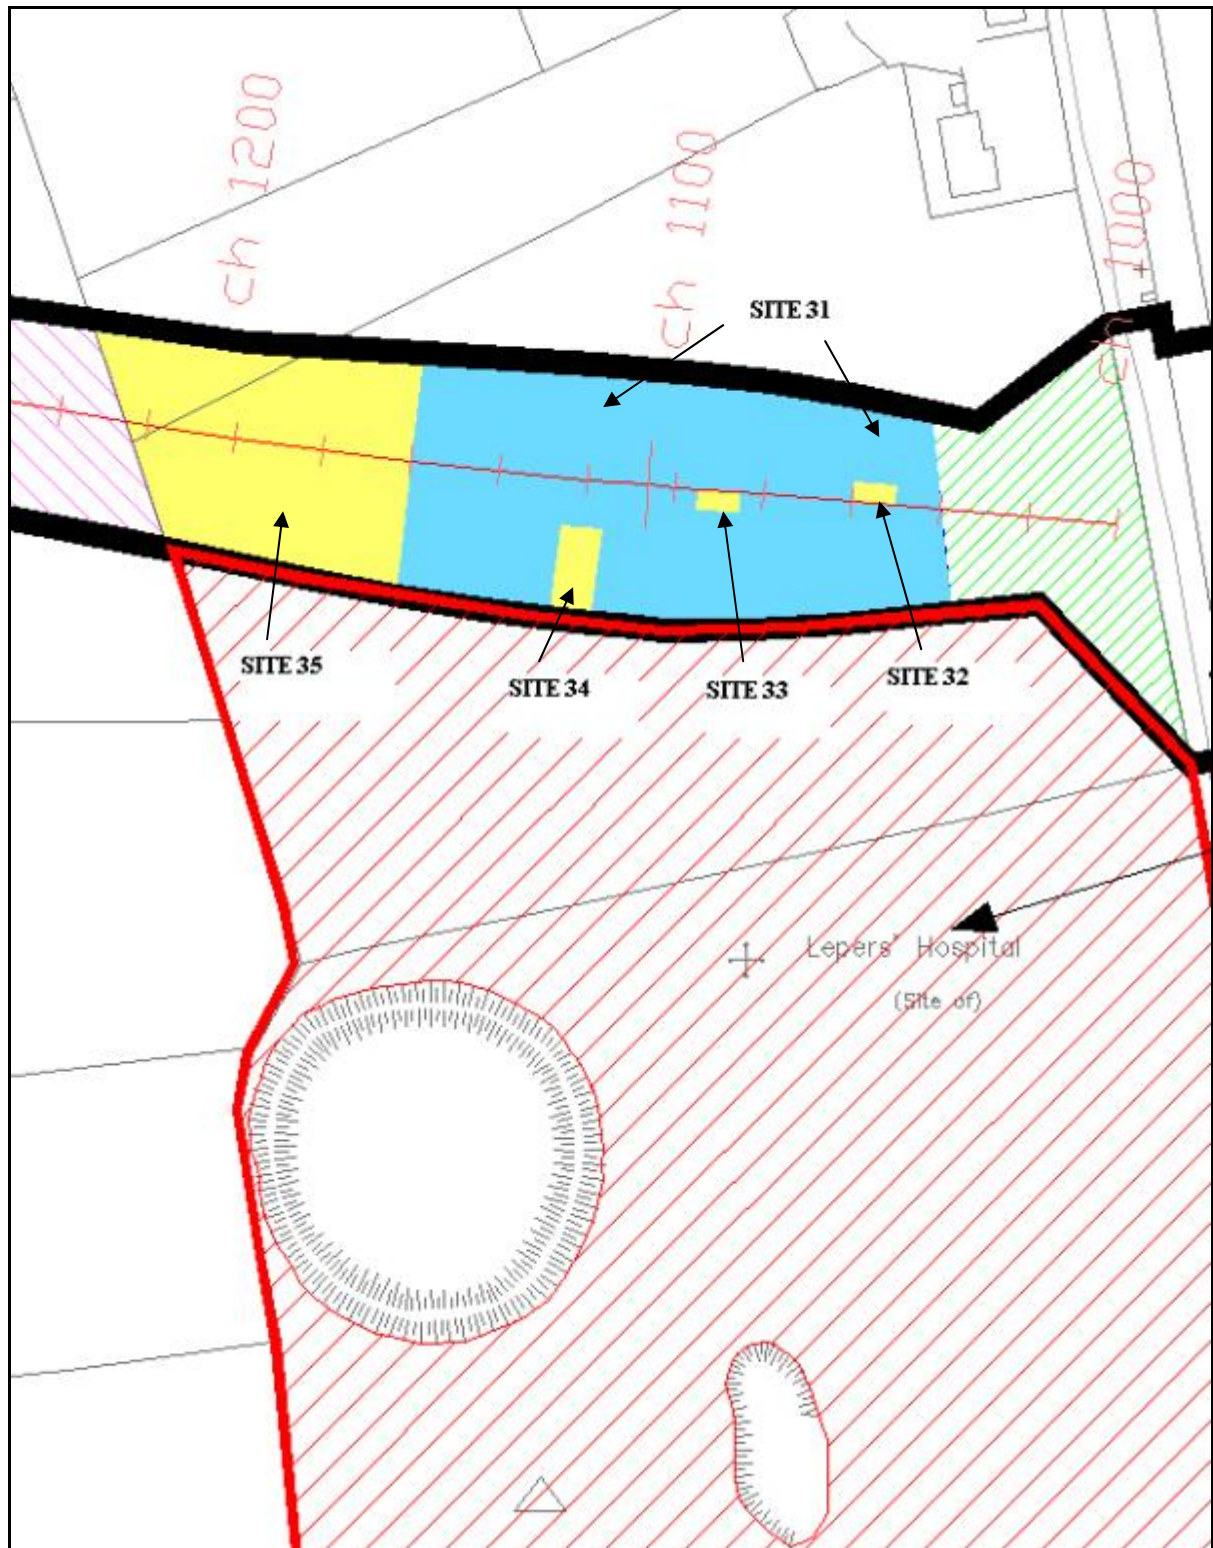 ch 1200
ch 1100
ch 1000
SITE 31
SITE 35
SITE 34
SITE 33
SITE 32
Lepers' Hospital
(Site of)